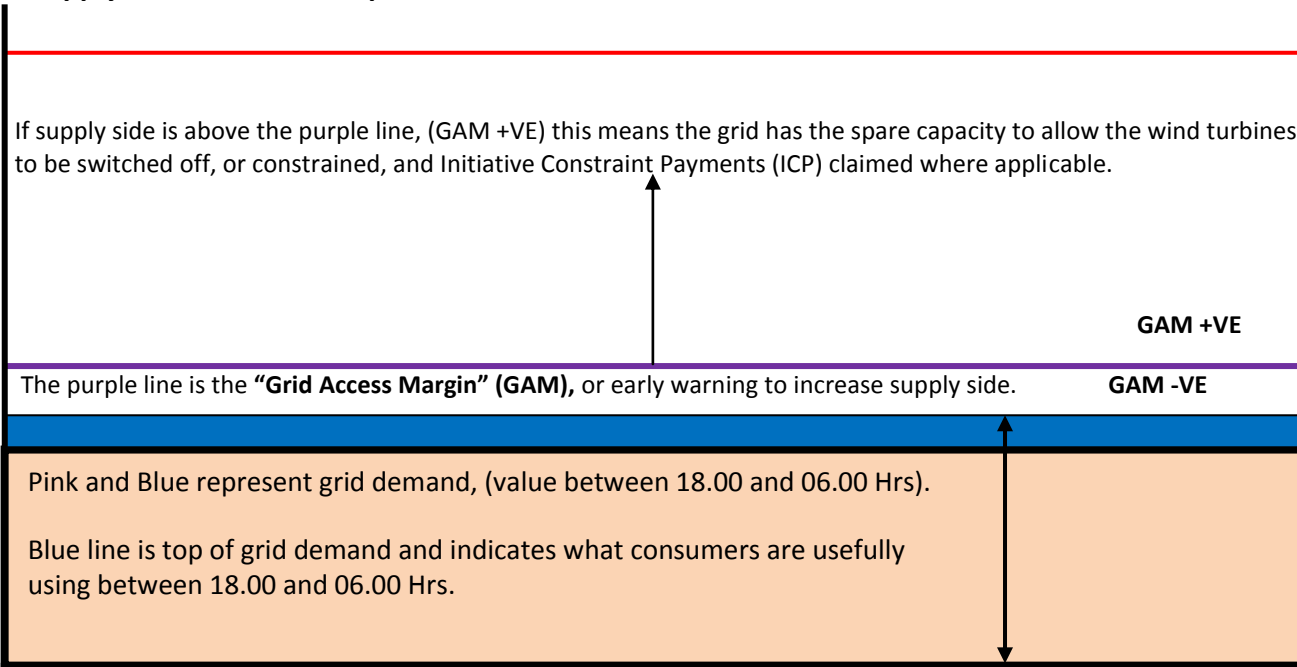 If supply side is above the purple line, (GAM +VE) this means the grid has the spare capacity to allow the wind turbines
to be switched off, or constrained, and Initiative Constraint Payments (ICP) claimed where applicable.
GAM +VE
The purple line is the “Grid Access Margin” (GAM), or early warning to increase supply side. GAM -VE
Pink and Blue represent grid demand, (value between 18.00 and 06.00 Hrs).
Blue line is top of grid demand and indicates what consumers are usefully
using between 18.00 and 06.00 Hrs.